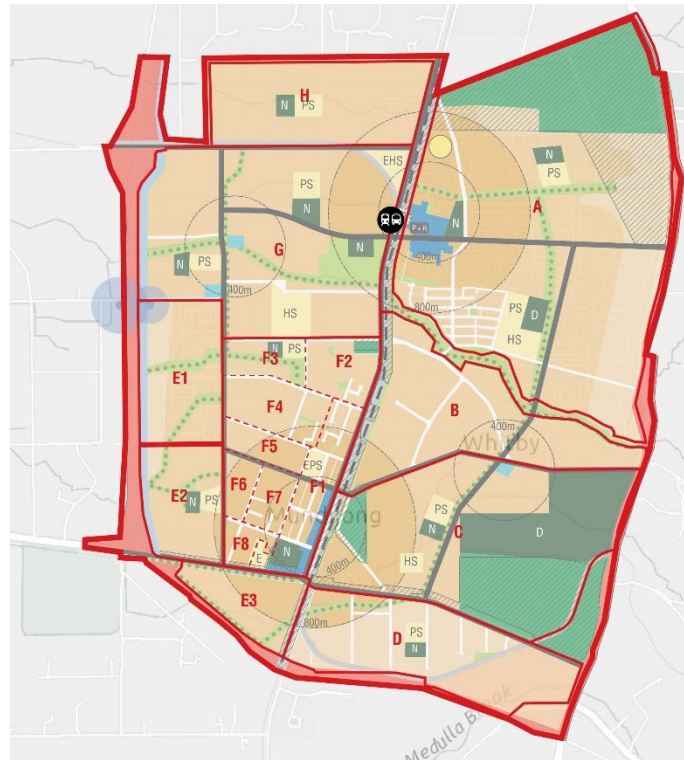 H
N
PS
EHS
N
PS
A
PS
N
N
P + R
G
N
N
PS
400m
400m
800m
PS
D
HS
HS
N
PS
F3
F2
E1
F4
B
400m
Whitby
F5
EPS
F1
F6
F7
E2
N
PS
Mundijong
PS
N
C
D
F8
E
N
HS
400m
E3
800m
D
PS
N
Medulla Brook